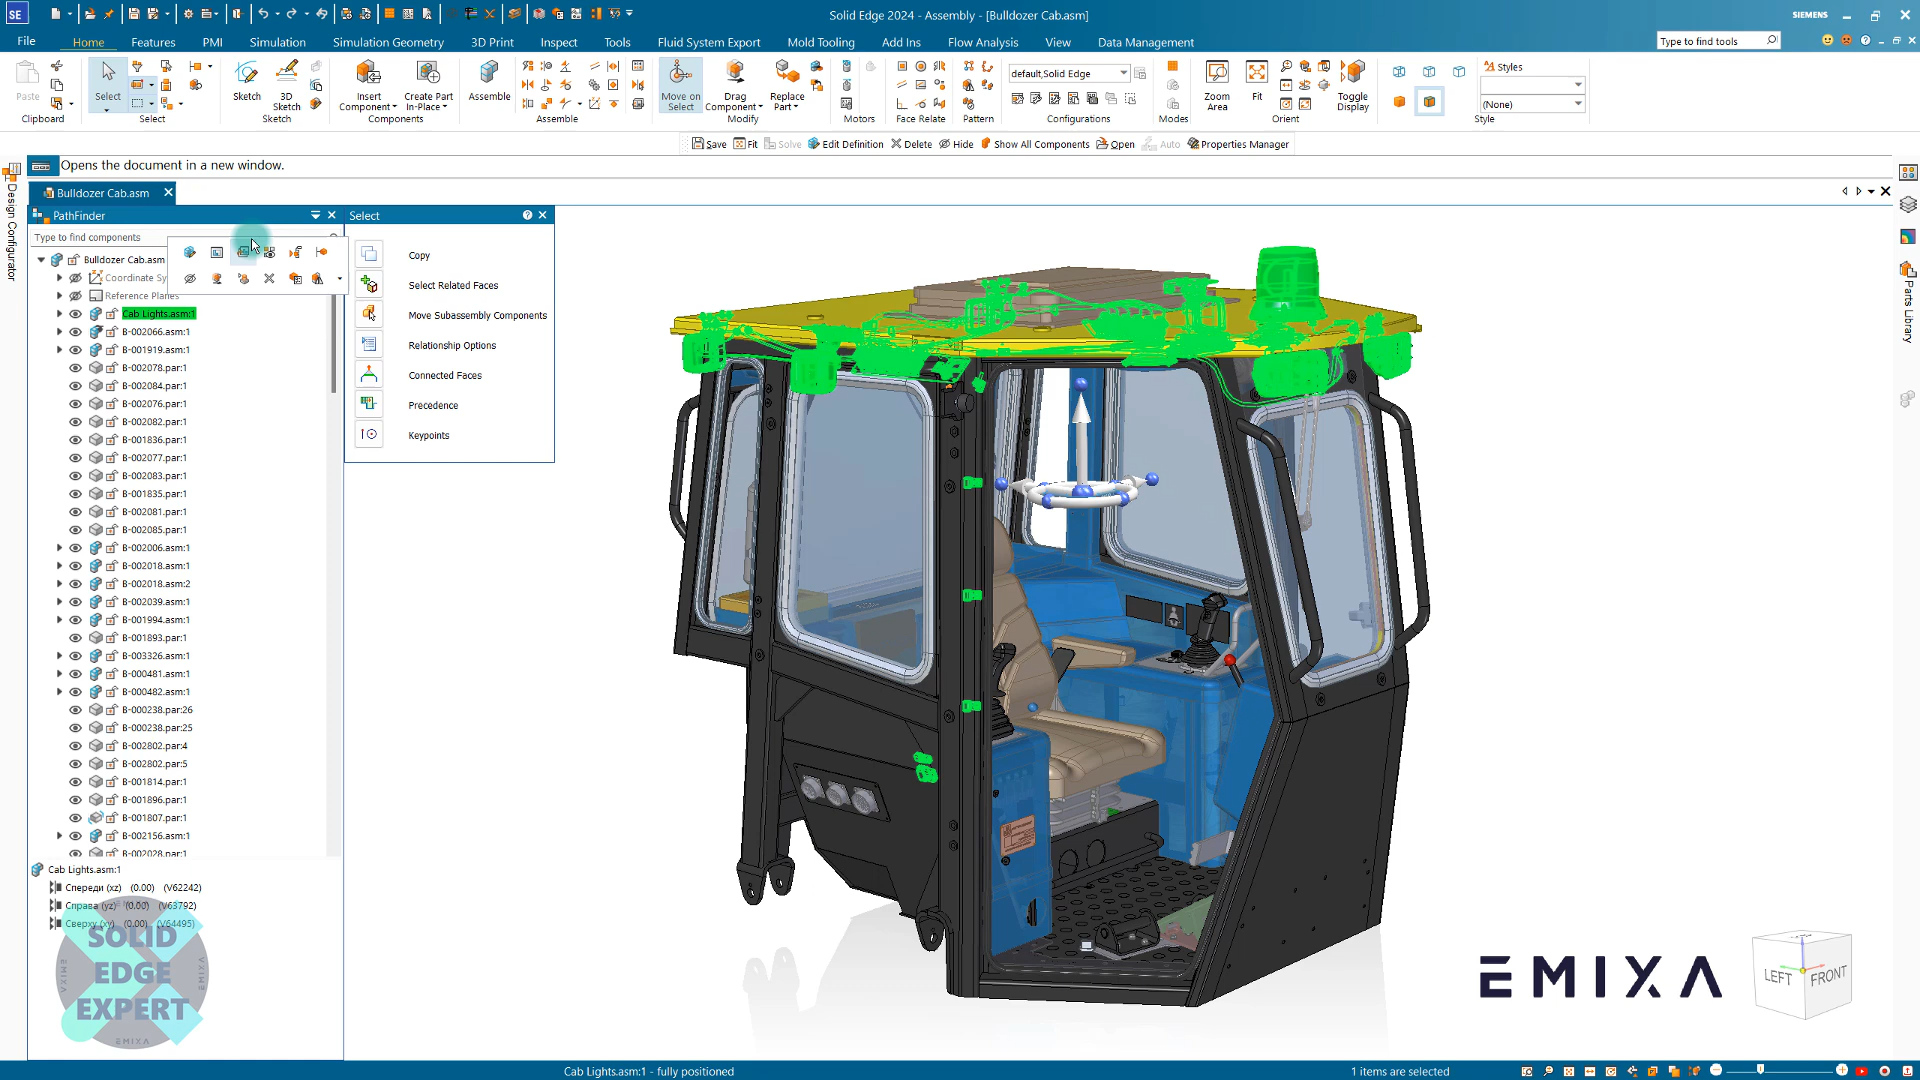 SE
Solid Edge 2024 - Assembly - [Bulldozer Cab.asm]
SIEMENS
File
Home
Features
PMI
Simulation
Simulation Geometry
3D Print
Inspect
Tools
Fluid System Export
Mold Tooling
Add Ins
Flow Analysis
View
Data Management
Type to find tools
Paste
Select
Sketch
3D Sketch
Insert Component
Create Part In-Place
Assemble
Move on Select
Drag Component
Replace Part
default,Solid Edge
Zoom Area
Fit
Toggle Display
Styles
(None)
Clipboard
Select
Sketch
Components
Assemble
Modify
Motors
Face Relate
Pattern
Configurations
Modes
Orient
Style
Save
Fit
Solve
Edit Definition
Delete
Hide
Show All Components
Open
Auto
Properties Manager
Opens the document in a new window.
Design Configurator
Parts Library
Bulldozer Cab.asm
PathFinder
Select
Type to find components
Bulldozer Cab.asm
Coordinate Sy
Reference Planes
Cab Lights.asm:1
B-002066.asm:1
B-001919.asm:1
B-002078.par:1
B-002084.par:1
B-002076.par:1
B-002082.par:1
B-001836.par:1
B-002077.par:1
B-002083.par:1
B-001835.par:1
B-002081.par:1
B-002085.par:1
B-002006.asm:1
B-002018.asm:1
B-002018.asm:2
B-002039.asm:1
B-001994.asm:1
B-001893.par:1
B-003326.asm:1
B-000481.asm:1
B-000482.asm:1
B-000238.par:26
B-000238.par:25
B-002802.par:4
B-002802.par:5
B-001814.par:1
B-001896.par:1
B-001807.par:1
B-002156.asm:1
B-002028.par:1
Copy
Select Related Faces
Move Subassembly Components
Relationship Options
Connected Faces
Precedence
Keypoints
Cab Lights.asm:1
Спереди (xz) (0.00) (V62242)
Справа (yz) (0.00) (V63792)
Сверху (xy) (0.00) (V64495)
SOLID
EDGE
EXPERT
EMIXA
EMIXA
EMIXA
EMIXA
EMIXA
LEFT
FRONT
Cab Lights.asm:1 - fully positioned
1 items are selected